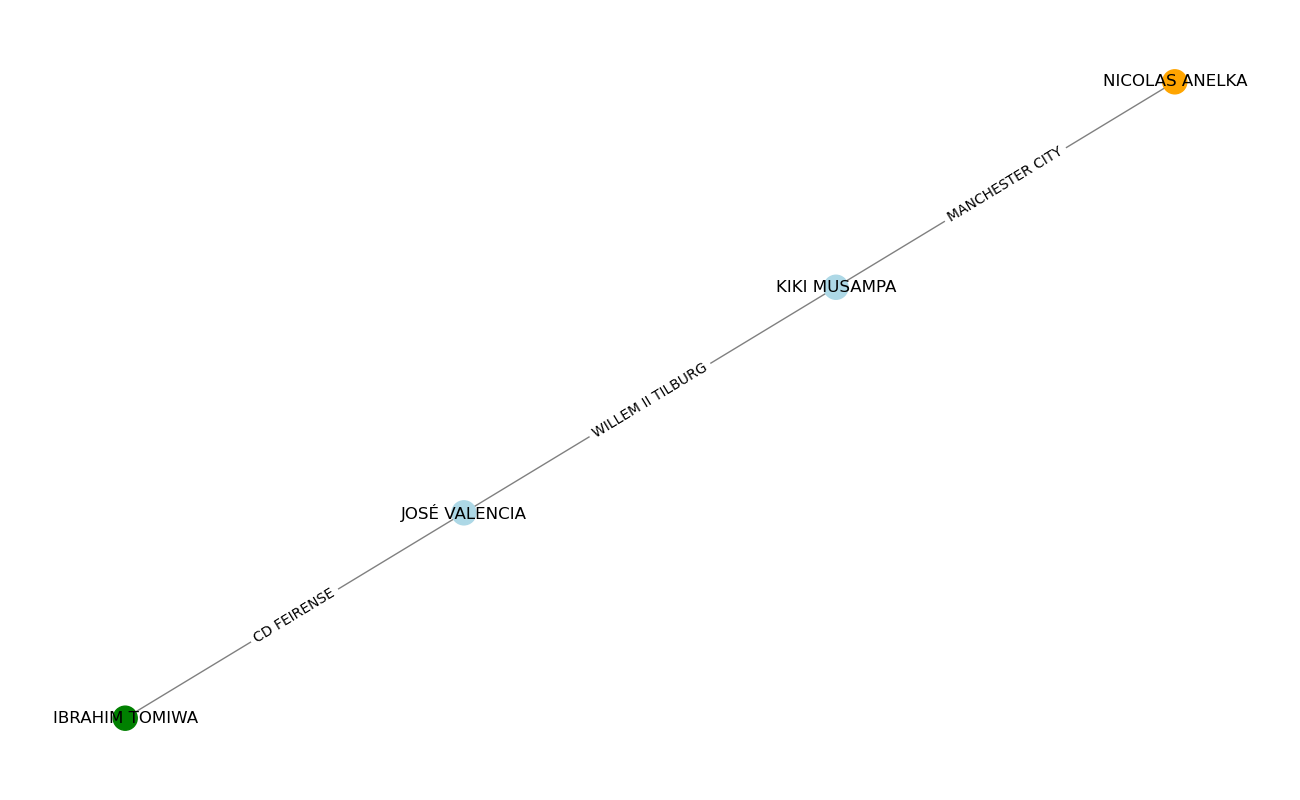 NICOLAS ANELKA
MANCHESTER CITY
KIKI MUSAMPA
WILLEM II TILBURG
JOSÉ VALENCIA
CD FEIRENSE
IBRAHIM TOMIWA